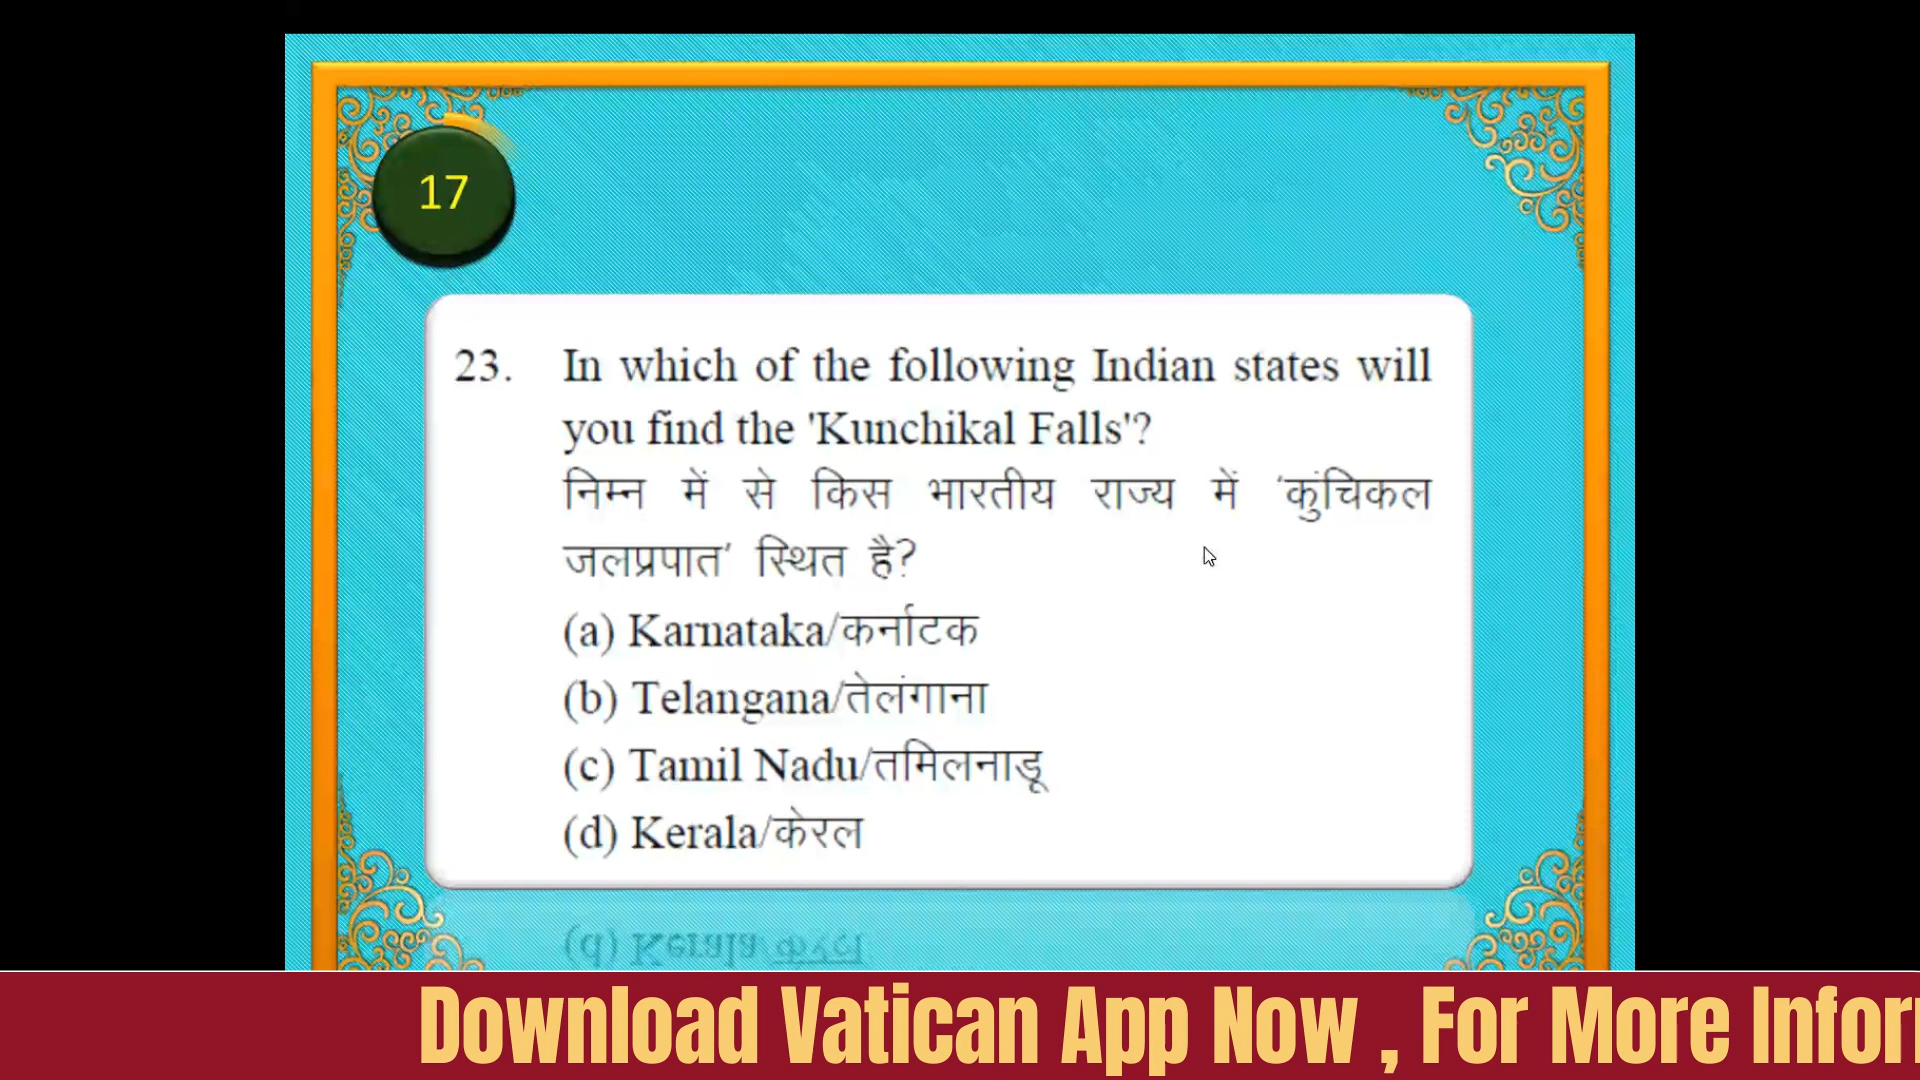 17
23. In which of the following Indian states will
you find the 'Kunchikal Falls'?
निम्न में से किस भारतीय राज्य में 'कुंचिकल
जलप्रपात' स्थित है?
(a) Karnataka/कर्नाटक
(b) Telangana/तेलंगाना
(c) Tamil Nadu/तमिलनाडू
(d) Kerala/केरल
Download Vatican App Now , For More Infor